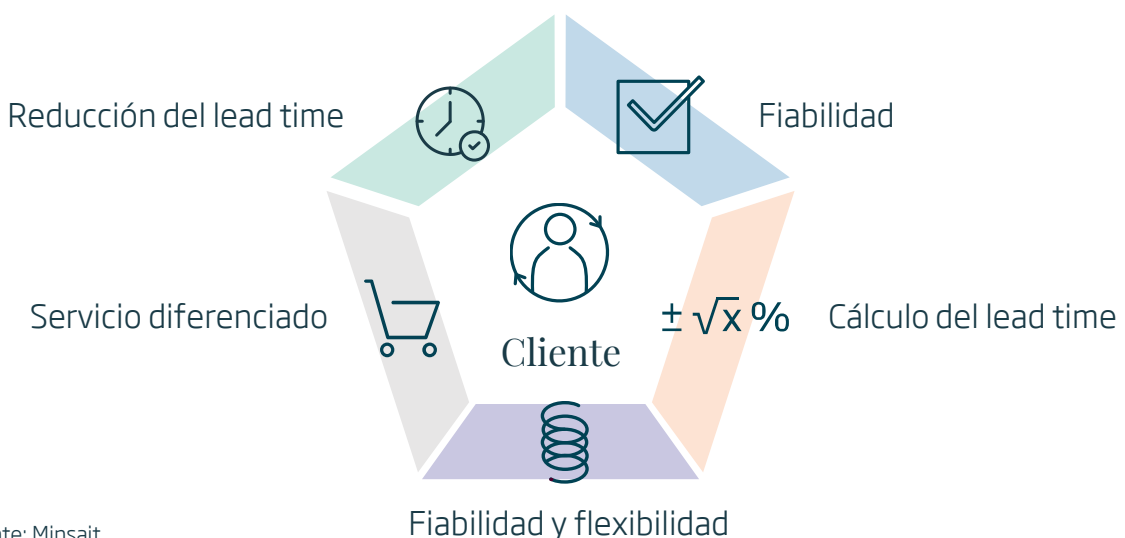 Reducción del lead time
Fiabilidad
Servicio diferenciado
± √x %
Cálculo del lead time
Cliente
Fiabilidad y flexibilidad
Minsait